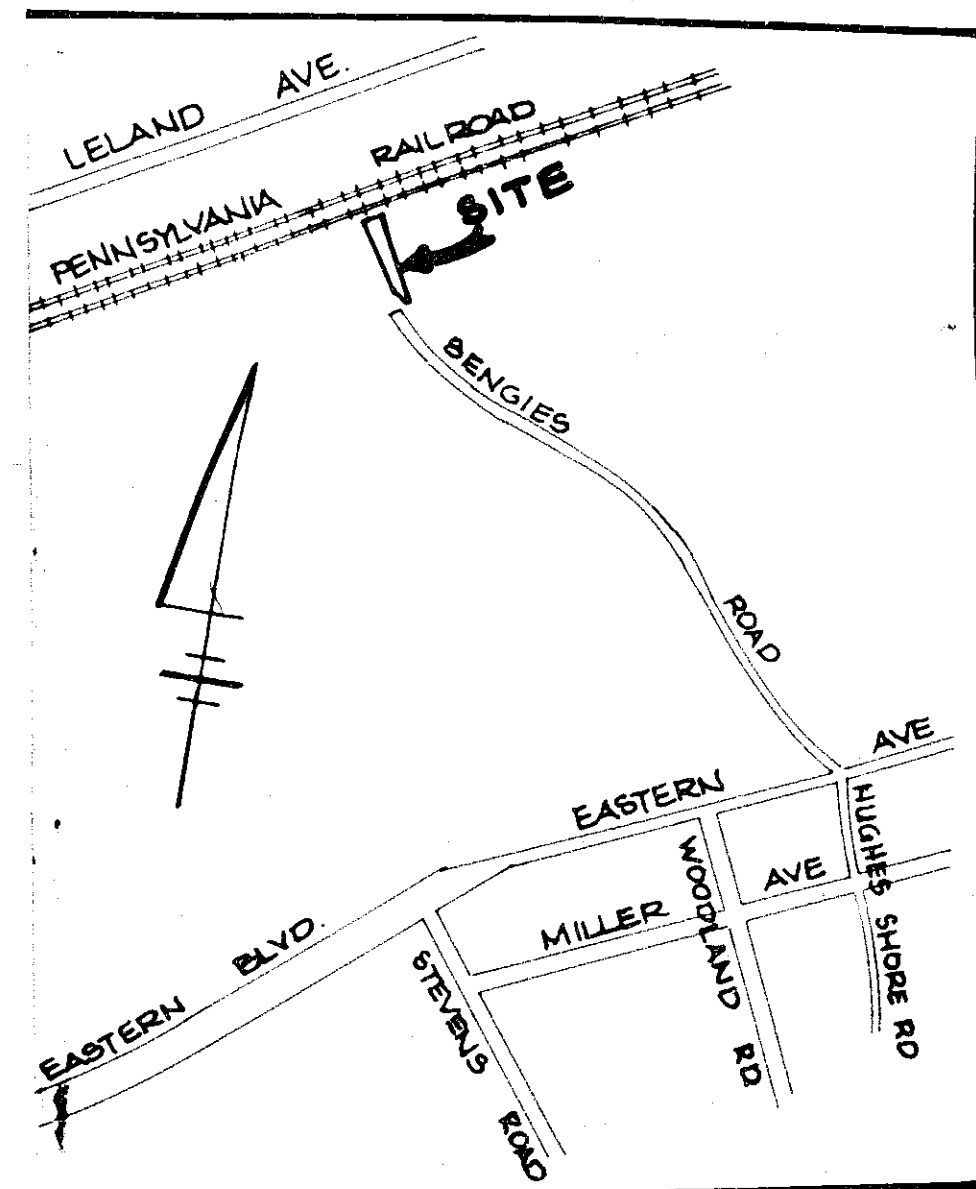 LELAND AVE.
PENNSYLVANIA RAILROAD
SITE
BENGIES ROAD
EASTERN AVE
EASTERN BLVD.
MILLER AVE
WOODLAND RD
HUGHES SHORE RD
STEVENS ROAD